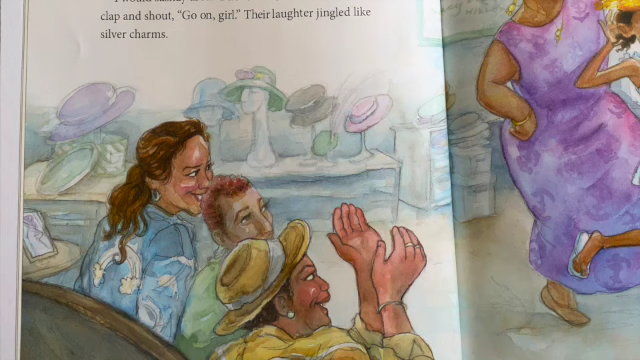 clap and shout, “Go on, girl.” Their laughter jingled like
silver charms.